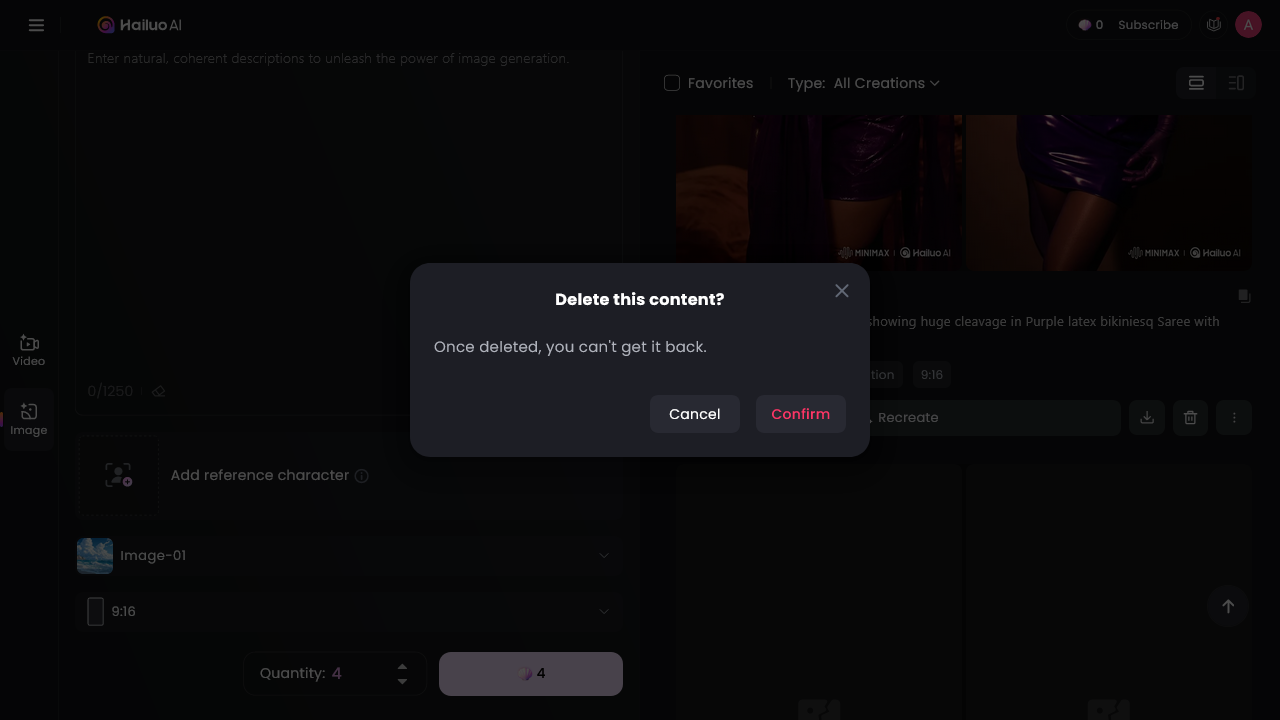 Hailuo AI
0
Subscribe
A
Enter natural, coherent descriptions to unleash the power of image generation.
Favorites
Type: All Creations
MINIMAX | Hailuo AI
MINIMAX | Hailuo AI
Delete this content?
Once deleted, you can't get it back.
Cancel
Confirm
showing huge cleavage in Purple latex bikiniesq Saree with
tion
9:16
Recreate
Video
Image
0/1250
Add reference character
Image-01
9:16
Quantity: 4
4